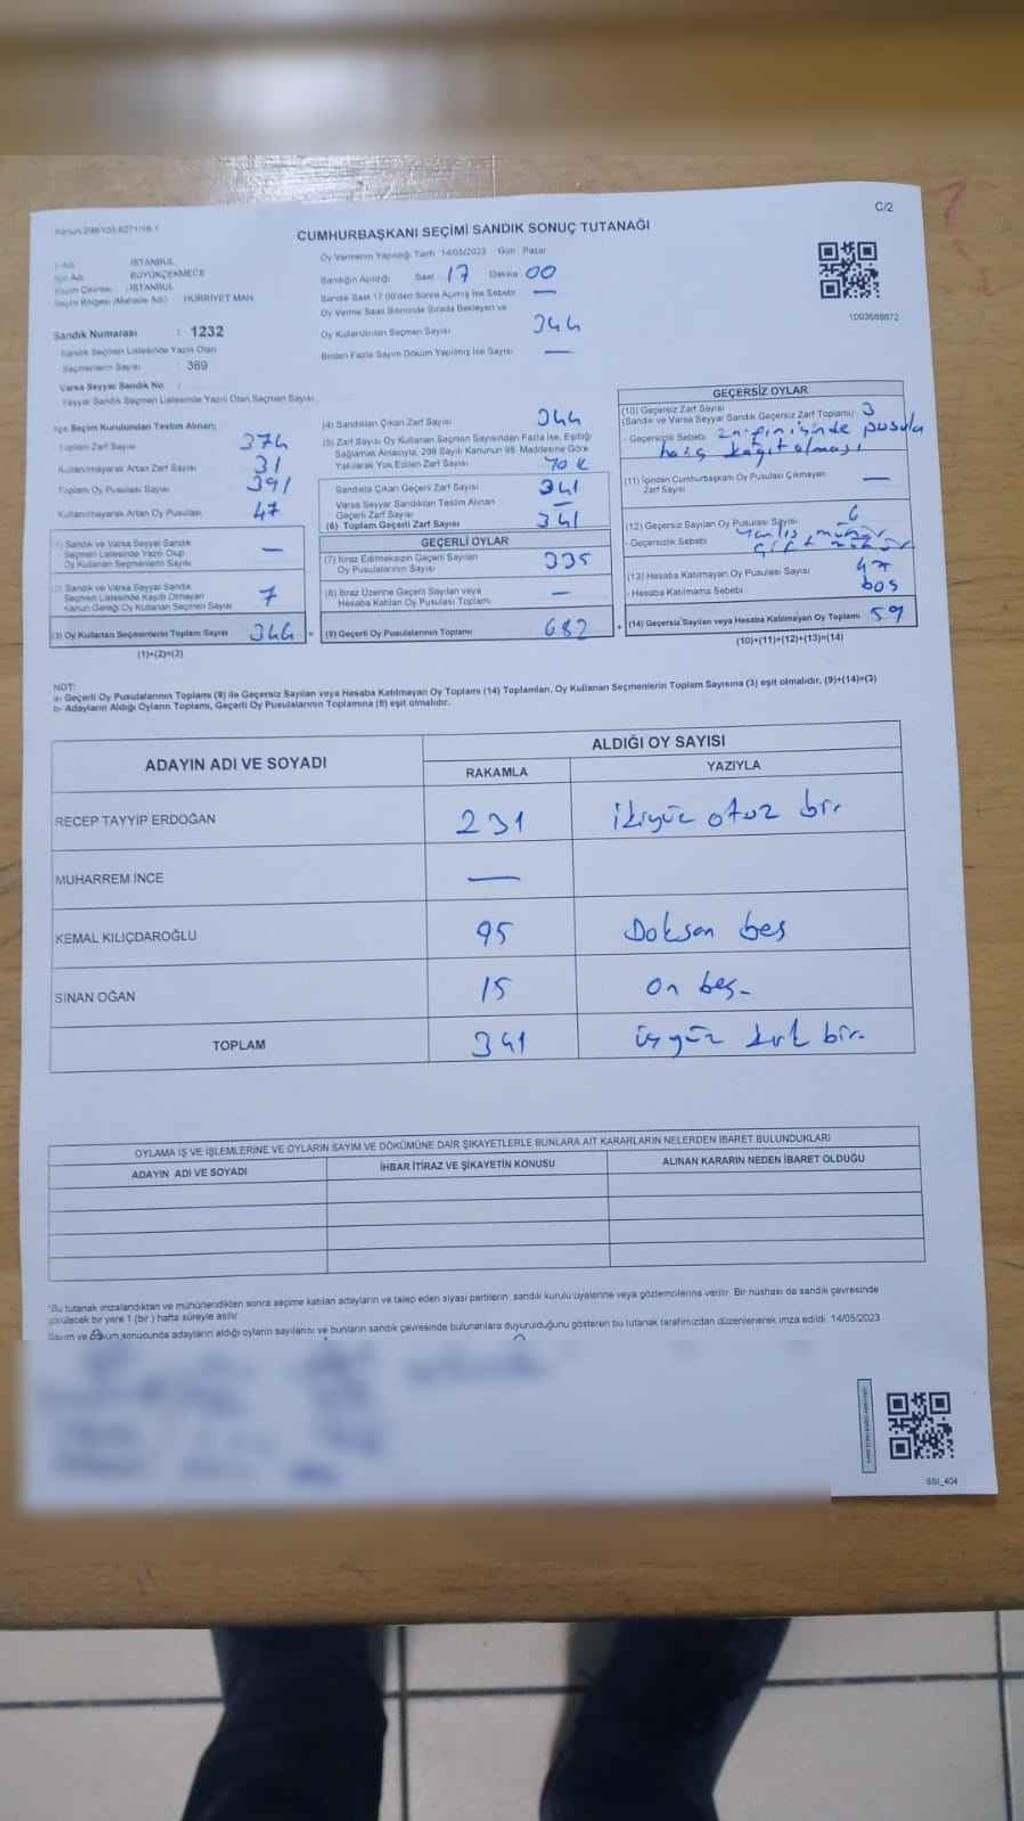 C/2
CUMHURBAŞKANI SEÇİMİ SANDIK SONUÇ TUTANAĞI
İSTANBUL
BÜYÜKÇEKMECE
İSTANBUL
Seçim Bölgesi (Mahalle Adı) : HÜRRİYET MAH.
Sandık Numarası : 1232
Sandık Seçmen Listesinde Yazılı Olan
Seçmenlerin Sayısı : 389
Varsa Seyyar Sandık No :
Seyyar Sandık Seçmen Listesinde Yazılı Olan Seçmen Sayısı:
Oy Vermenin Yapıldığı Tarih 14/05/2023 Gün Pazar
Sandığın Açıldığı Saat 17 Dakika 00
Sandık Saat 17.00'den Sonra Açılmış İse Sebebi —
Oy Verme Saati Bitiminde Sırada Bekleyen ve
Oy Kullandırılan Seçmen Sayısı 344
Birden Fazla Sayım Döküm Yapılmış İse Sayısı —
1093688872
İlçe Seçim Kurulundan Teslim Alınan;
Toplam Zarf Sayısı 374
Kullanılmayarak Artan Zarf Sayısı 31
Toplam Oy Pusulası Sayısı 391
Kullanılmayarak Artan Oy Pusulası 47
(1) Sandık ve Varsa Seyyar Sandık
Seçmen Listesinde Yazılı Olup
Oy Kullanan Seçmenlerin Sayısı —
(2) Sandık ve Varsa Seyyar Sandık
Seçmen Listesinde Kayıtlı Olmayan
Kanun Gereği Oy Kullanan Seçmen Sayısı 7
(3) Oy Kullanan Seçmenlerin Toplam Sayısı 344 =
(1)+(2)=(3)
(4) Sandıktan Çıkan Zarf Sayısı 344
(5) Zarf Sayısı Oy Kullanan Seçmen Sayısından Fazla İse, Eşitliği
Sağlamak Amacıyla, 298 Sayılı Kanunun 98. Maddesine Göre
Yakılarak Yok Edilen Zarf Sayısı YOK
Sandıkta Çıkan Geçerli Zarf Sayısı 341
Varsa Seyyar Sandıktan Teslim Alınan
Geçerli Zarf Sayısı —
(6) Toplam Geçerli Zarf Sayısı 341
GEÇERLİ OYLAR
(7) İtiraz Edilmeksizin Geçerli Sayılan
Oy Pusulalarının Sayısı 335
(8) İtiraz Üzerine Geçerli Sayılan veya
Hesaba Katılan Oy Pusulası Toplamı —
(9) Geçerli Oy Pusulalarının Toplamı 682 +
GEÇERSİZ OYLAR
(10) Geçersiz Zarf Sayısı
(Sandık ve Varsa Seyyar Sandık Geçersiz Zarf Toplamı) 3
- Geçersizlik Sebebi pusula
kağıt olması
(11) İçinden Cumhurbaşkanı Oy Pusulası Çıkmayan
Zarf Sayısı —
(12) Geçersiz Sayılan Oy Pusulası Sayısı 6
- Geçersizlik Sebebi Yanlış mühür
çift mühür
(13) Hesaba Katılmayan Oy Pusulası Sayısı 47
- Hesaba Katılmama Sebebi boş
(14) Geçersiz Sayılan veya Hesaba Katılmayan Oy Toplamı 59
(10)+(11)+(12)+(13)=(14)
NOT:
a- Geçerli Oy Pusulalarının Toplamı (9) ile Geçersiz Sayılan veya Hesaba Katılmayan Oy Toplamı (14) Toplamları, Oy Kullanan Seçmenlerin Toplam Sayısına (3) eşit olmalıdır. (9)+(14)=(3)
b- Adayların Aldığı Oyların Toplamı, Geçerli Oy Pusulalarının Toplamına (9) eşit olmalıdır.
ADAYIN ADI VE SOYADI ALDIĞI OY SAYISI
RAKAMLA YAZIYLA
RECEP TAYYİP ERDOĞAN 231 ikiyüz otuz bir
MUHARREM İNCE —
KEMAL KILIÇDAROĞLU 95 Doksan beş
SİNAN OĞAN 15 on beş-
TOPLAM 341 üçyüz kırk bir.
OYLAMA İŞ VE İŞLEMLERİNE VE OYLARIN SAYIM VE DÖKÜMÜNE DAİR ŞİKAYETLERLE BUNLARA AİT KARARLARIN NELERDEN İBARET BULUNDUKLARI
ADAYIN ADI VE SOYADI İHBAR İTİRAZ VE ŞİKAYETİN KONUSU ALINAN KARARIN NEDEN İBARET OLDUĞU
*Bu tutanak imzalandıktan ve mühürlendikten sonra seçime katılan adayların ve talep eden siyasi partilerin, sandık kurulu üyelerine veya gözlemcilerine verilir. Bir nüshası da sandık çevresinde
görülecek bir yere 1 (bir) hafta süreyle asılır.
Sayım ve döküm sonucunda adayların aldığı oyların sayılarını ve bunların sandık çevresinde bulunanlara duyurulduğunu gösteren bu tutanak tarafımızdan düzenlenerek imza edildi. 14/05/2023
SSI_404